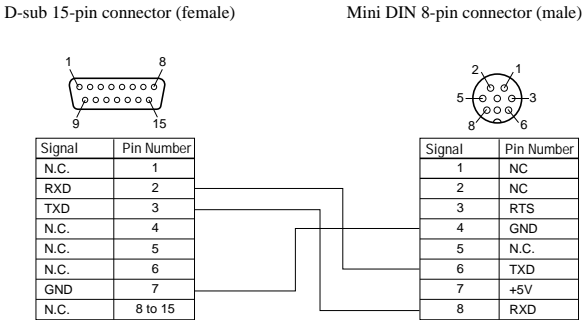 D-sub 15-pin connector (female) Mini DIN 8-pin connector (male)
1 8
9 15
2 1
5 3
8 6
Signal Pin Number
N.C. 1
RXD 2
TXD 3
N.C. 4
N.C. 5
N.C. 6
GND 7
N.C. 8 to 15
Signal Pin Number
1 NC
2 NC
3 RTS
4 GND
5 N.C.
6 TXD
7 +5V
8 RXD